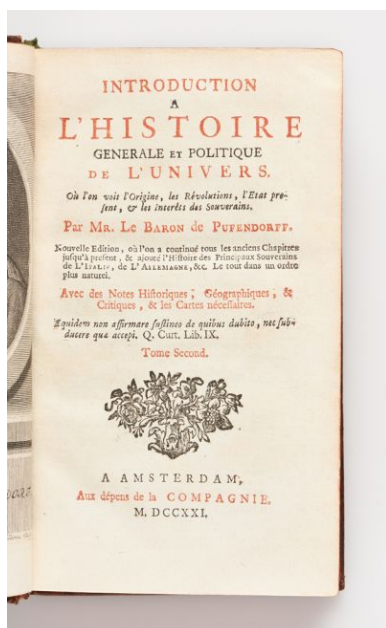 INTRODUCTION
A
L'HISTOIRE
GENERALE ET POLITIQUE
DE L'UNIVERS.
Où l'on voit l'Origine, les Révolutions, l'Etat pre-
sent, & les Interêts des Souverains.
Par Mr. Le Baron de Pufendorff.
Nouvelle Edition, où l'on a continué tous les anciens Chapitres
jusqu'à present, & ajouté l'Histoire des Principaux Souverains
de L'Italie, de L'Allemagne, &c. Le tout dans un ordre
plus naturel.
Avec des Notes Historiques, Géographiques, &
Critiques, & les Cartes nécessaires.
Equidem non affirmare sustineo de quibus dubito, nec sub-
ducere quæ accepi. Q. Curt. Lib. IX.
Tome Second.
A AMSTERDAM,
Aux dépens de la COMPAGNIE.
M. DCCXXI.